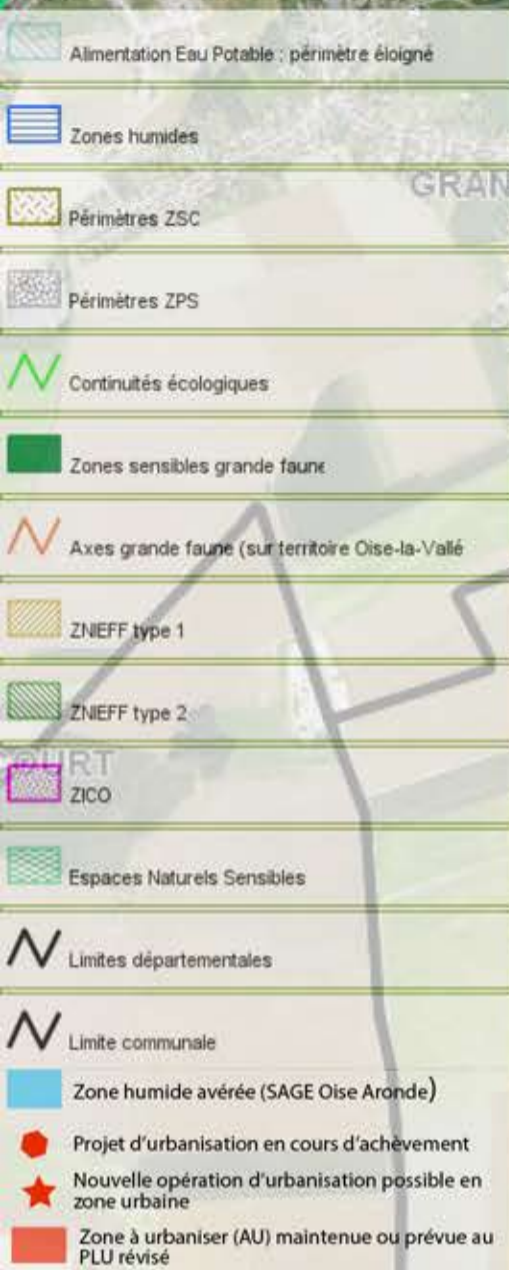 Alimentation Eau Potable : périmètre éloigné
Zones humides
GRAN
Périmètres ZSC
Périmètres ZPS
Continuités écologiques
Zones sensibles grande faune
Axes grande faune (sur territoire Oise-la-Vallé
ZNIEFF type 1
ZNIEFF type 2
COURT
ZICO
Espaces Naturels Sensibles
Limites départementales
Limite communale
Zone humide avérée (SAGE Oise Aronde)
Projet d'urbanisation en cours d'achèvement
Nouvelle opération d'urbanisation possible en
zone urbaine
Zone à urbaniser (AU) maintenue ou prévue au
PLU révisé